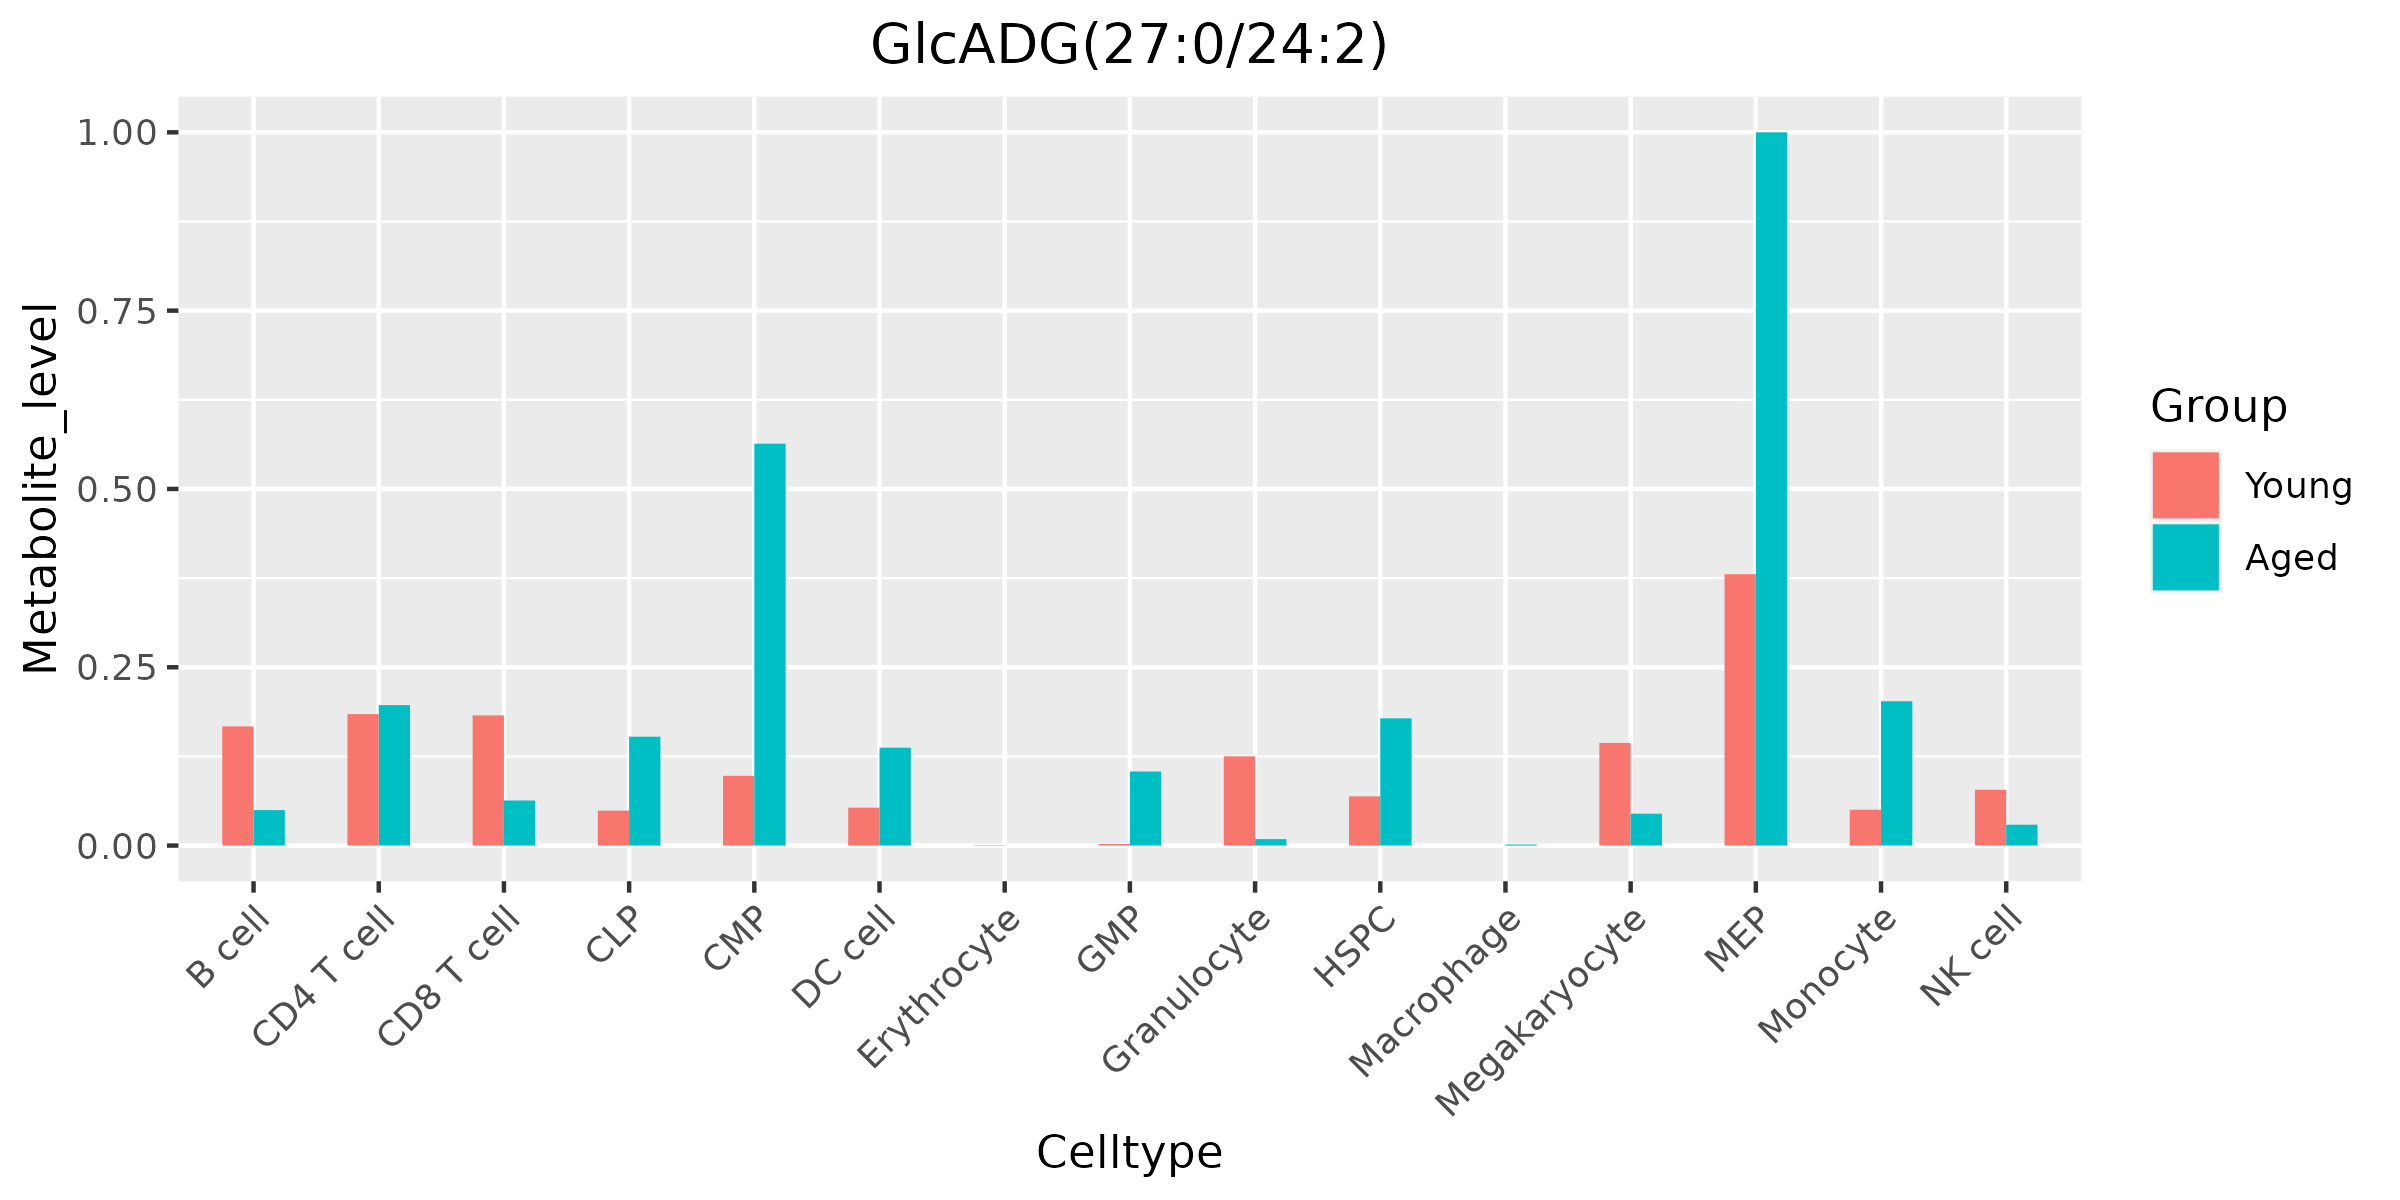 GlcADG(27:0/24:2)
Metabolite_level
1.00
0.75
0.50
0.25
0.00
B cell
CD4 T cell
CD8 T cell
CLP
CMP
DC cell
Erythrocyte
GMP
Granulocyte
HSPC
Macrophage
Megakaryocyte
MEP
Monocyte
NK cell
Celltype
Group
Young
Aged